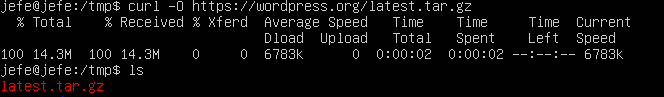 jefe@jefe:/tmp$ curl -O https://wordpress.org/latest.tar.gz
% Total % Received % Xferd Average Speed Time Time Time Current
Dload Upload Total Spent Left Speed
100 14.3M 100 14.3M 0 0 6783k 0 0:00:02 0:00:02 --:--:-- 6783k
jefe@jefe:/tmp$ ls
latest.tar.gz